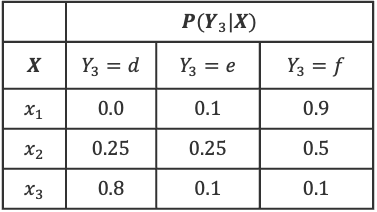 P(Y₃|X)
X Y₃ = d Y₃ = e Y₃ = f
x₁ 0.0 0.1 0.9
x₂ 0.25 0.25 0.5
x₃ 0.8 0.1 0.1